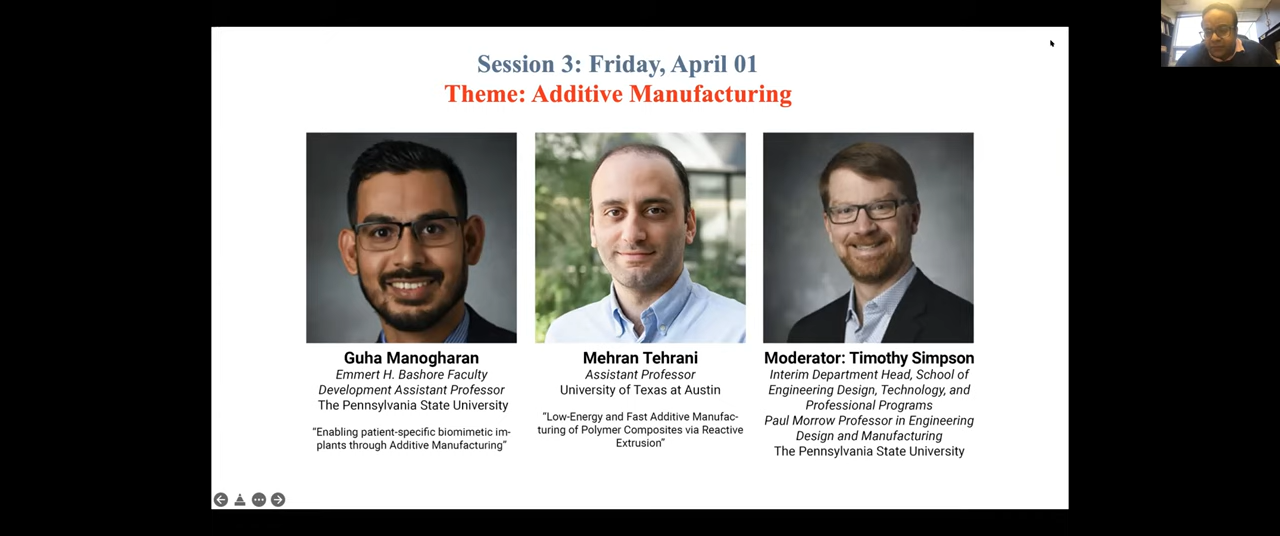 Session 3: Friday, April 01
Theme: Additive Manufacturing
Guha Manogharan
Emmert H. Bashore Faculty
Development Assistant Professor
The Pennsylvania State University
"Enabling patient-specific biomimetic im-
plants through Additive Manufacturing"
Mehran Tehrani
Assistant Professor
University of Texas at Austin
"Low-Energy and Fast Additive Manufac-
turing of Polymer Composites via Reactive
Extrusion"
Moderator: Timothy Simpson
Interim Department Head, School of
Engineering Design, Technology, and
Professional Programs
Paul Morrow Professor in Engineering
Design and Manufacturing
The Pennsylvania State University